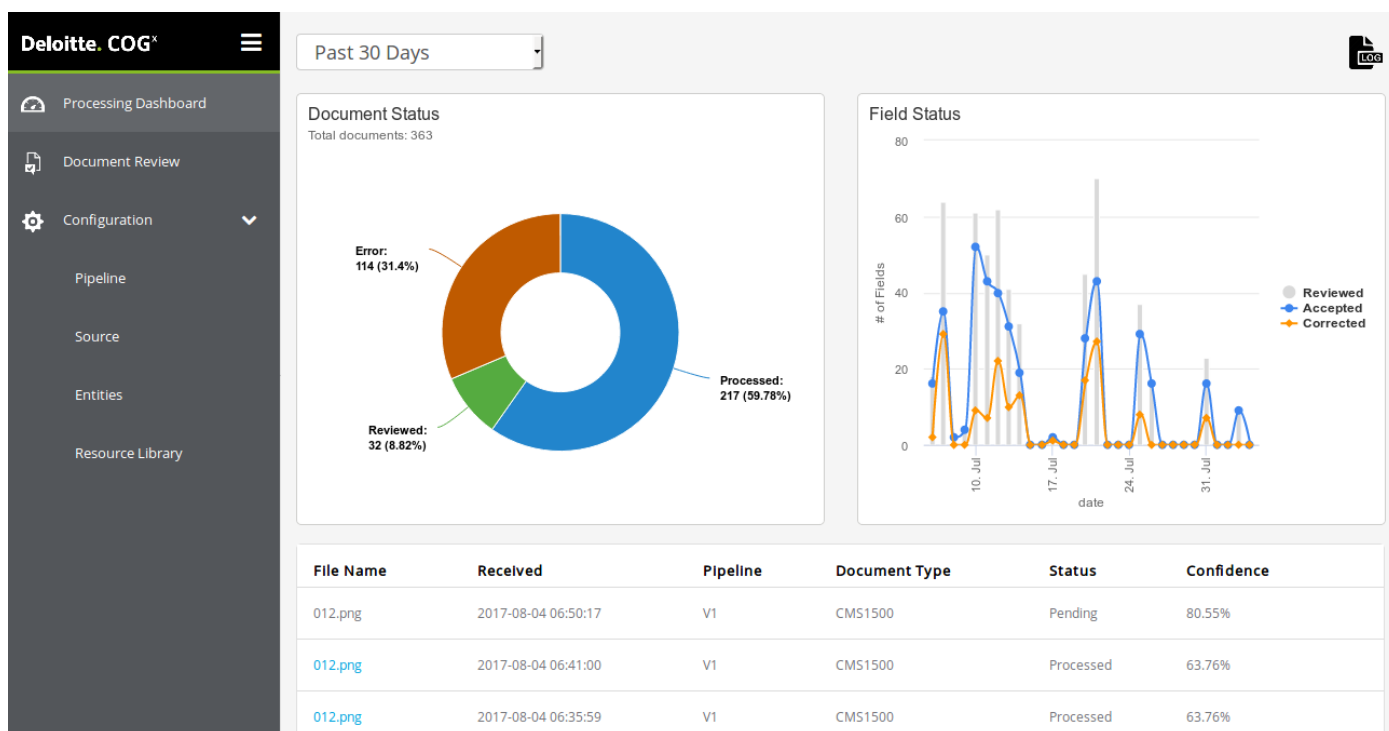 Deloitte. COGˣ
Past 30 Days
LOG
Processing Dashboard
Document Review
Configuration
Pipeline
Source
Entities
Resource Library
Document Status
Total documents: 363
Error:
114 (31.4%)
Processed:
217 (59.78%)
Reviewed:
32 (8.82%)
Field Status
80
60
40
20
0
# of Fields
10. Jul
17. Jul
24. Jul
31. Jul
date
Reviewed
Accepted
Corrected
File Name Received Pipeline Document Type Status Confidence
012.png 2017-08-04 06:50:17 V1 CMS1500 Pending 80.55%
012.png 2017-08-04 06:41:00 V1 CMS1500 Processed 63.76%
012.png 2017-08-04 06:35:59 V1 CMS1500 Processed 63.76%